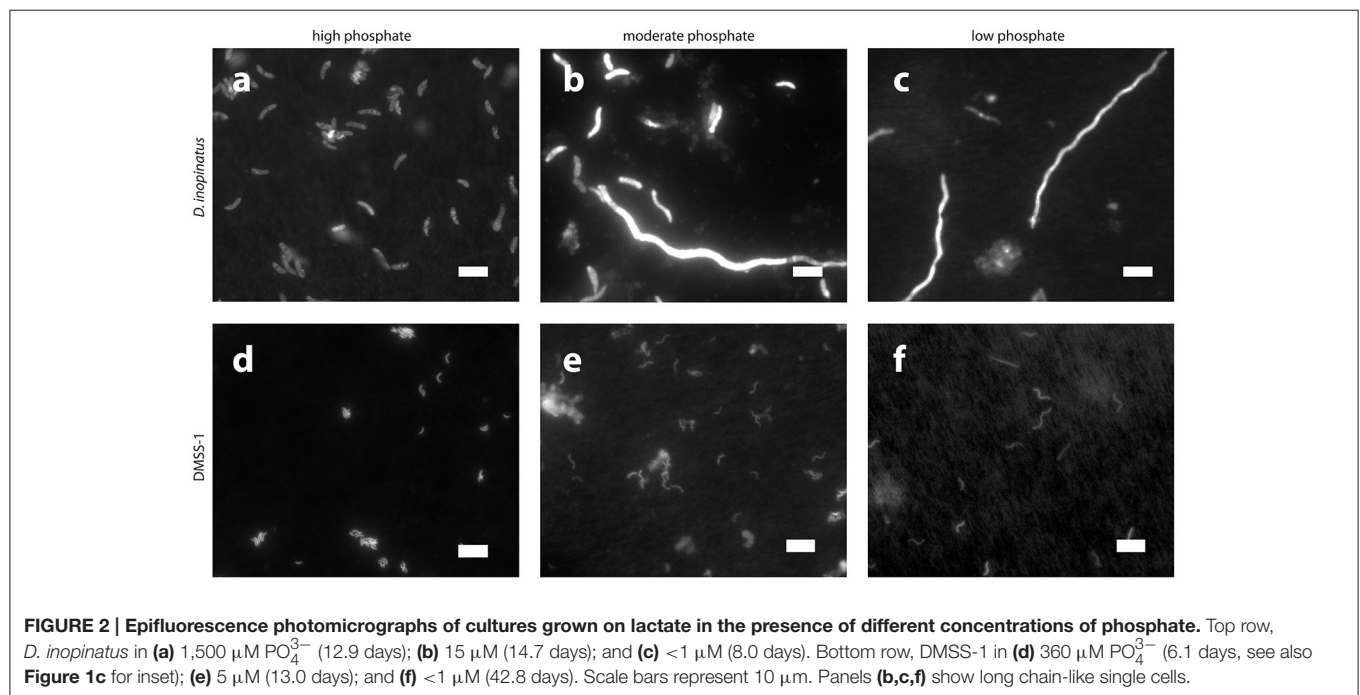 high phosphate
moderate phosphate
low phosphate
D. inopinatus
a
b
c
DMSS-1
d
e
f
FIGURE 2 | Epifluorescence photomicrographs of cultures grown on lactate in the presence of different concentrations of phosphate. Top row,
D. inopinatus in (a) 1,500 μM PO₄³⁻ (12.9 days); (b) 15 μM (14.7 days); and (c) <1 μM (8.0 days). Bottom row, DMSS-1 in (d) 360 μM PO₄³⁻ (6.1 days, see also
Figure 1c for inset); (e) 5 μM (13.0 days); and (f) <1 μM (42.8 days). Scale bars represent 10 μm. Panels (b,c,f) show long chain-like single cells.